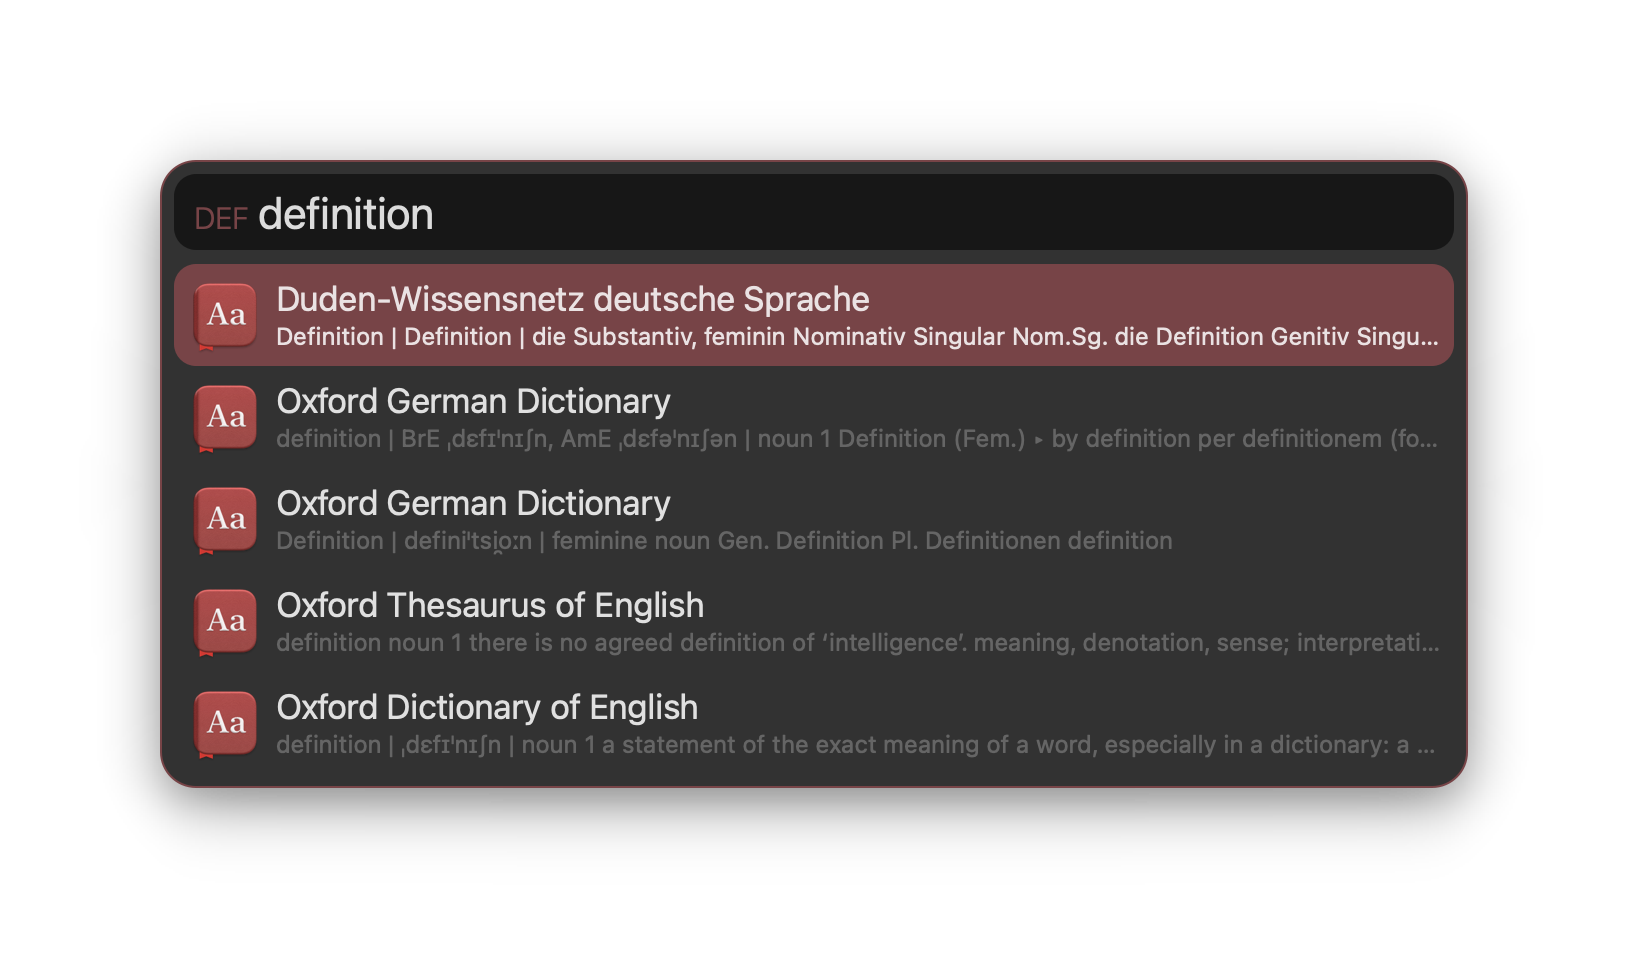 DEF definition
Aa
Duden-Wissensnetz deutsche Sprache
Definition | Definition | die Substantiv, feminin Nominativ Singular Nom.Sg. die Definition Genitiv Singu...
Aa
Oxford German Dictionary
definition | BrE ˌdɛfɪˈnɪʃn, AmE ˌdɛfəˈnɪʃən | noun 1 Definition (Fem.) ‣ by definition per definitionem (fo...
Aa
Oxford German Dictionary
Definition | definiˈtsi̯oːn | feminine noun Gen. Definition Pl. Definitionen definition
Aa
Oxford Thesaurus of English
definition noun 1 there is no agreed definition of ‘intelligence’. meaning, denotation, sense; interpretati...
Aa
Oxford Dictionary of English
definition | ˌdɛfɪˈnɪʃn | noun 1 a statement of the exact meaning of a word, especially in a dictionary: a ...